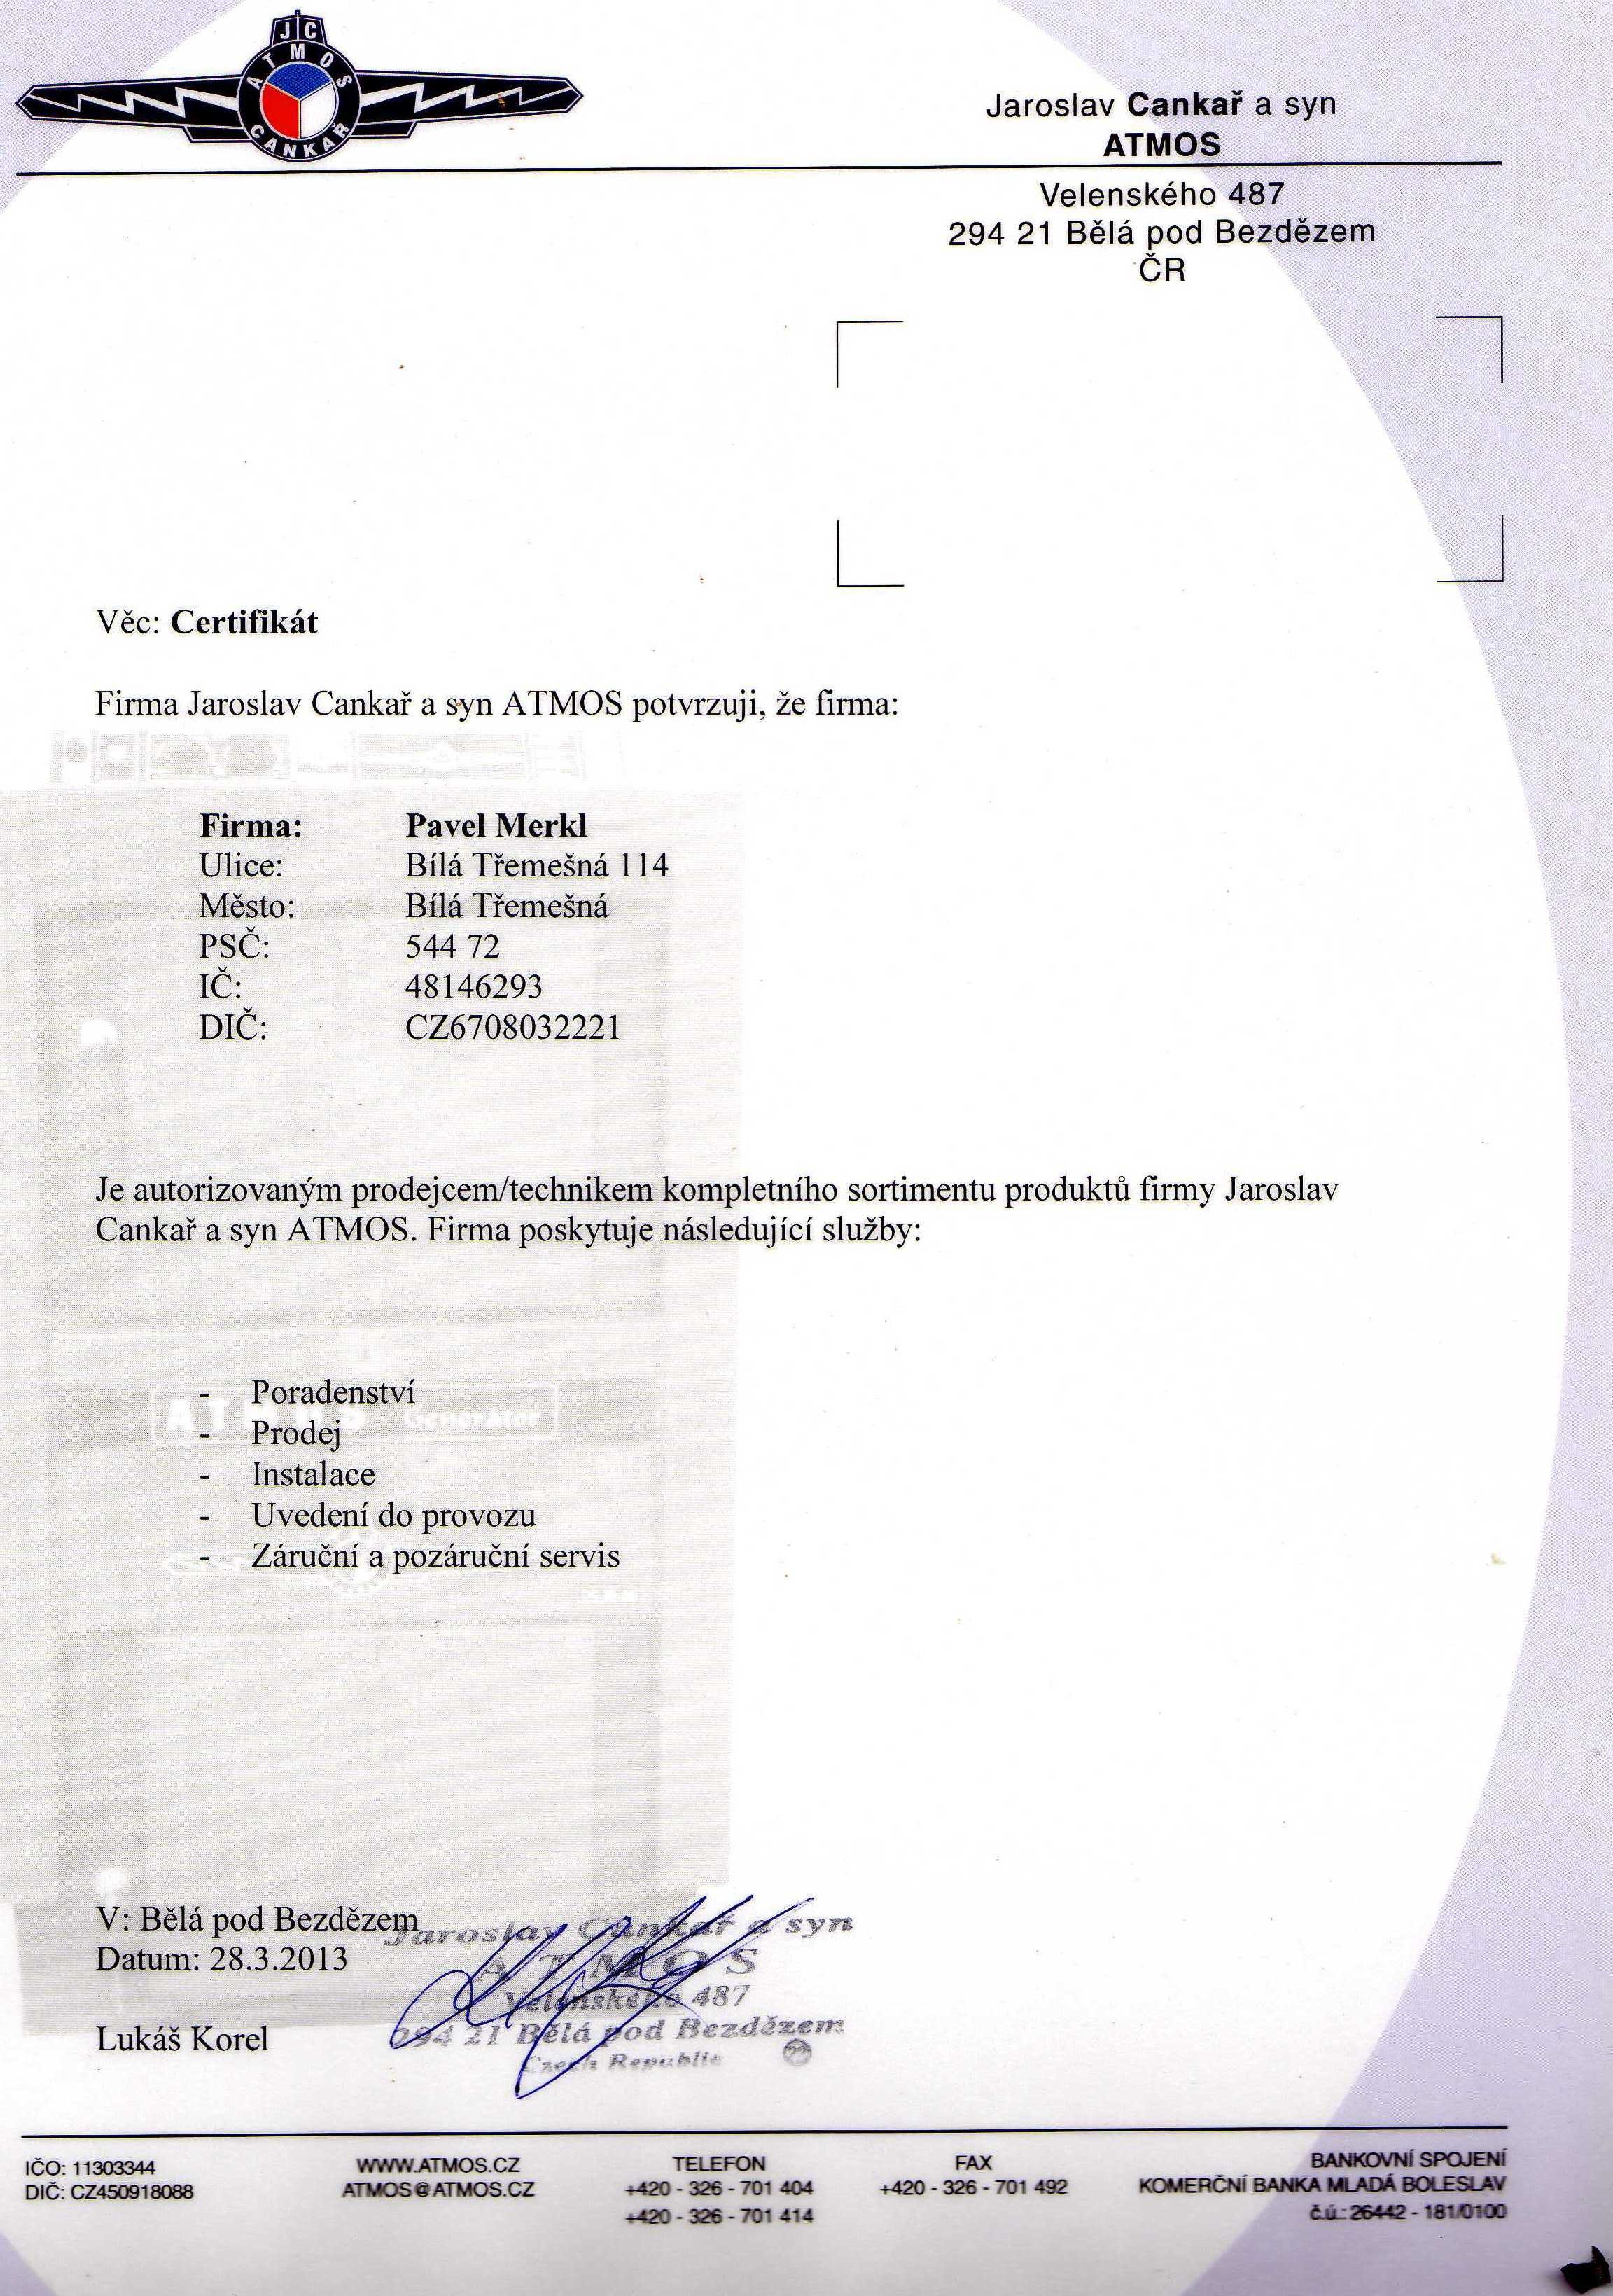 JC
ATMOS
CANKAŘ
Jaroslav Cankař a syn
ATMOS
Velenského 487
294 21 Bělá pod Bezdězem
ČR
Věc: Certifikát
Firma Jaroslav Cankař a syn ATMOS potvrzuji, že firma:
Firma: Pavel Merkl
Ulice: Bílá Třemešná 114
Město: Bílá Třemešná
PSČ: 544 72
IČ: 48146293
DIČ: CZ6708032221
Je autorizovaným prodejcem/technikem kompletního sortimentu produktů firmy Jaroslav
Cankař a syn ATMOS. Firma poskytuje následující služby:
- Poradenství
ATMOS Generator
- Prodej
- Instalace
- Uvedení do provozu
- Záruční a pozáruční servis
V: Bělá pod Bezdězem
Datum: 28.3.2013
Lukáš Korel
Jaroslav Cankař a syn
ATMOS
Velenského 487
294 21 Bělá pod Bezdězem
Czech Republic 22
IČO: 11303344
DIČ: CZ450918088
WWW.ATMOS.CZ
ATMOS@ATMOS.CZ
TELEFON
+420 - 326 - 701 404
+420 - 326 - 701 414
FAX
+420 - 326 - 701 492
BANKOVNÍ SPOJENÍ
KOMERČNÍ BANKA MLADÁ BOLESLAV
č.ú.: 26442 - 181/0100